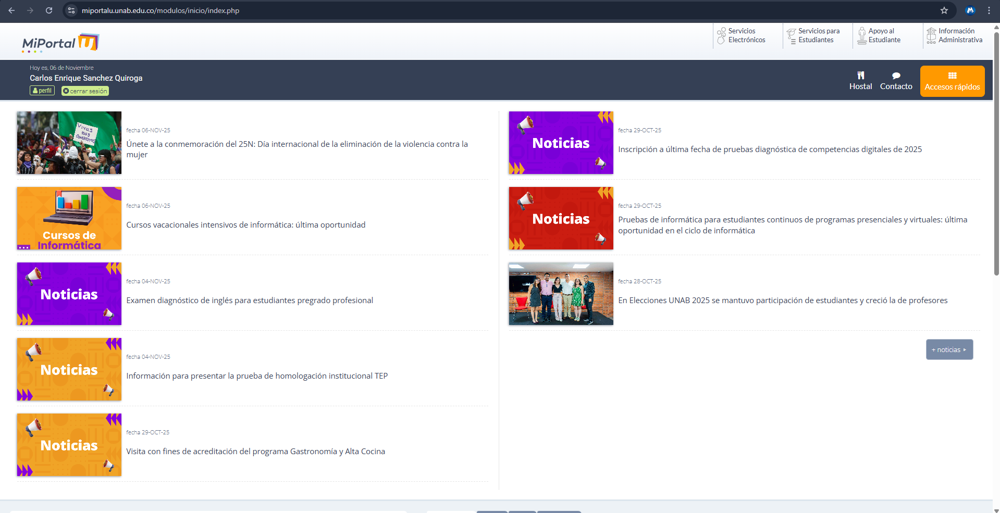 miportalu.unab.edu.co/modulos/inicio/index.php
MiPortal U
Servicios
Electrónicos
Servicios para
Estudiantes
Apoyo al
Estudiante
Información
Administrativa
Hoy es, 06 de Noviembre
Carlos Enrique Sanchez Quiroga
perfil
cerrar sesión
Hostal
Contacto
Accesos rápidos
Vivas
nos
queremos
fecha 06-NOV-25
Únete a la conmemoración del 25N: Día internacional de la eliminación de la violencia contra la
mujer
Cursos de
Informática
fecha 06-NOV-25
Cursos vacacionales intensivos de informática: última oportunidad
Noticias
fecha 04-NOV-25
Examen diagnóstico de inglés para estudiantes pregrado profesional
Noticias
fecha 04-NOV-25
Información para presentar la prueba de homologación institucional TEP
Noticias
fecha 29-OCT-25
Visita con fines de acreditación del programa Gastronomía y Alta Cocina
Noticias
fecha 29-OCT-25
Inscripción a última fecha de pruebas diagnóstica de competencias digitales de 2025
Noticias
fecha 29-OCT-25
Pruebas de informática para estudiantes continuos de programas presenciales y virtuales: última
oportunidad en el ciclo de informática
fecha 28-OCT-25
En Elecciones UNAB 2025 se mantuvo participación de estudiantes y creció la de profesores
+ noticias